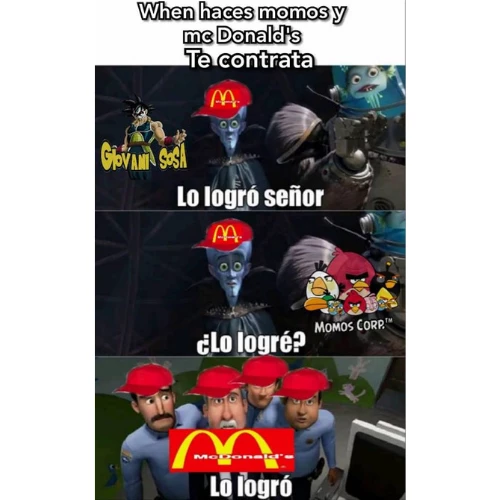 When haces momos y
mc Donald's
Te contrata
GIOVANI SOSA
Lo logró señor
MOMOS CORP.™
¿Lo logré?
McDonald's
Lo logró